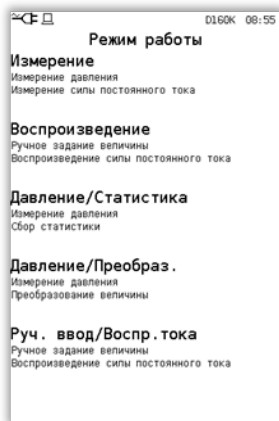 D160K 08:55
Режим работы
Измерение
Измерение давления
Измерение силы постоянного тока
Воспроизведение
Ручное задание величины
Воспроизведение силы постоянного тока
Давление/Статистика
Измерение давления
Сбор статистики
Давление/Преобраз.
Измерение давления
Преобразование величины
Руч. ввод/Воспр.тока
Ручное задание величины
Воспроизведение силы постоянного тока